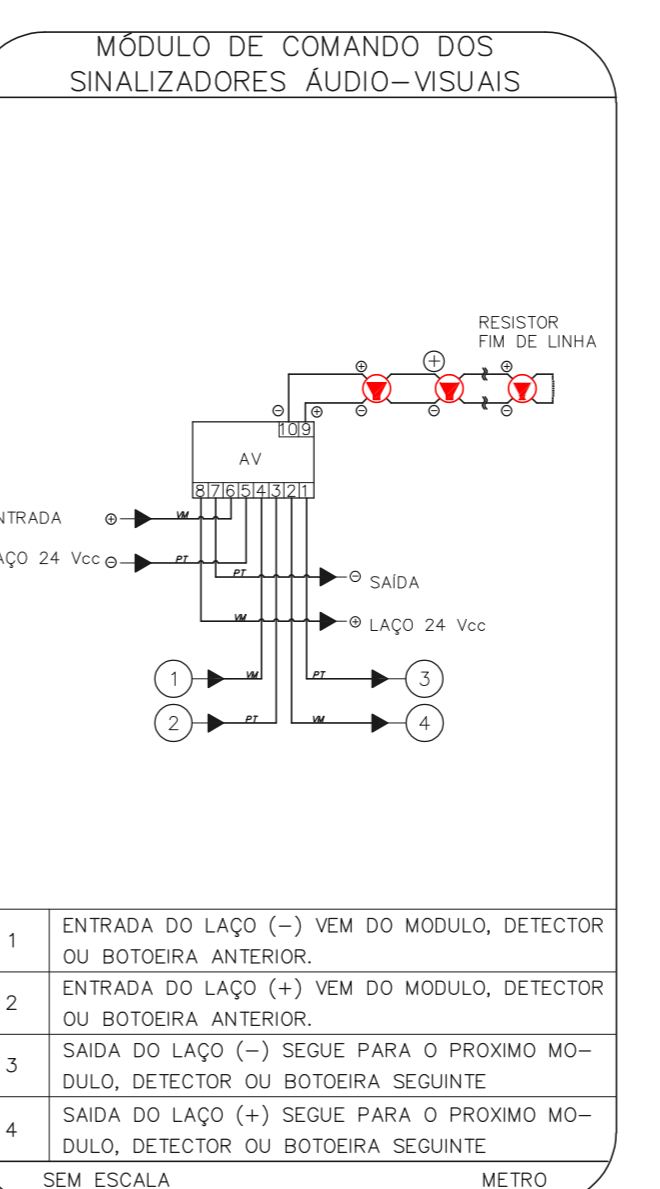 MÓDULO DE COMANDO DOS
SINALIZADORES ÁUDIO-VISUAIS
RESISTOR
FIM DE LINHA
+ + +
- +
- - -
10 9
AV
8 7 6 5 4 3 2 1
NTRADA + VM
AÇO 24 Vcc - PT
PT - SAÍDA
VM + LAÇO 24 Vcc
1 VM PT 3
2 PT VM 4
1 ENTRADA DO LAÇO (-) VEM DO MODULO, DETECTOR
OU BOTOEIRA ANTERIOR.
2 ENTRADA DO LAÇO (+) VEM DO MODULO, DETECTOR
OU BOTOEIRA ANTERIOR.
3 SAIDA DO LAÇO (-) SEGUE PARA O PROXIMO MO-
DULO, DETECTOR OU BOTOEIRA SEGUINTE
4 SAIDA DO LAÇO (+) SEGUE PARA O PROXIMO MO-
DULO, DETECTOR OU BOTOEIRA SEGUINTE
SEM ESCALA METRO